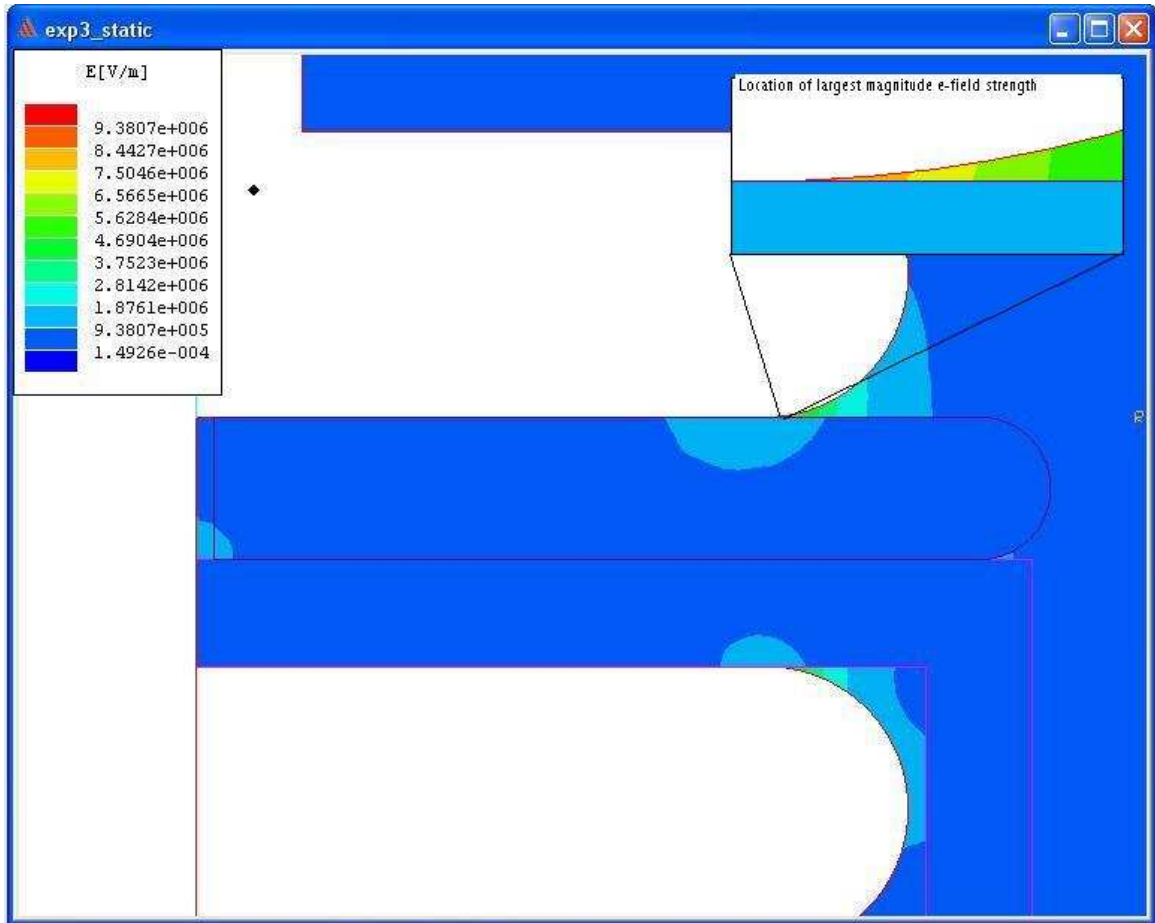 exp3_static
E[V/m]
9.3807e+006
8.4427e+006
7.5046e+006
6.5665e+006
5.6284e+006
4.6904e+006
3.7523e+006
2.8142e+006
1.8761e+006
9.3807e+005
1.4926e-004
Location of largest magnitude e-field strength